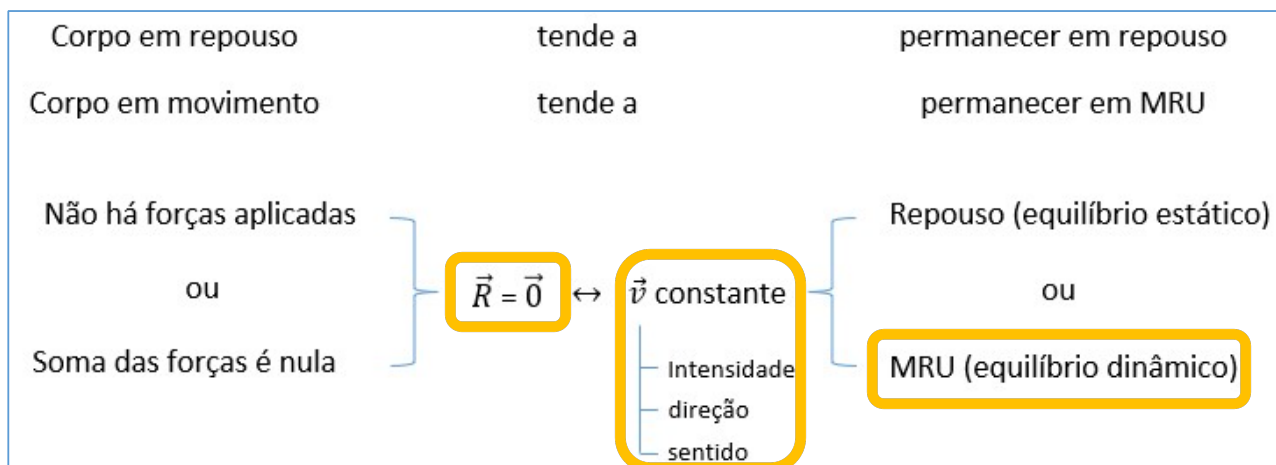 Corpo em repouso tende a permanecer em repouso
Corpo em movimento tende a permanecer em MRU
Não há forças aplicadas
ou
Soma das forças é nula
R⃗ = 0⃗ ↔ v⃗ constante
Intensidade
direção
sentido
Repouso (equilíbrio estático)
ou
MRU (equilíbrio dinâmico)